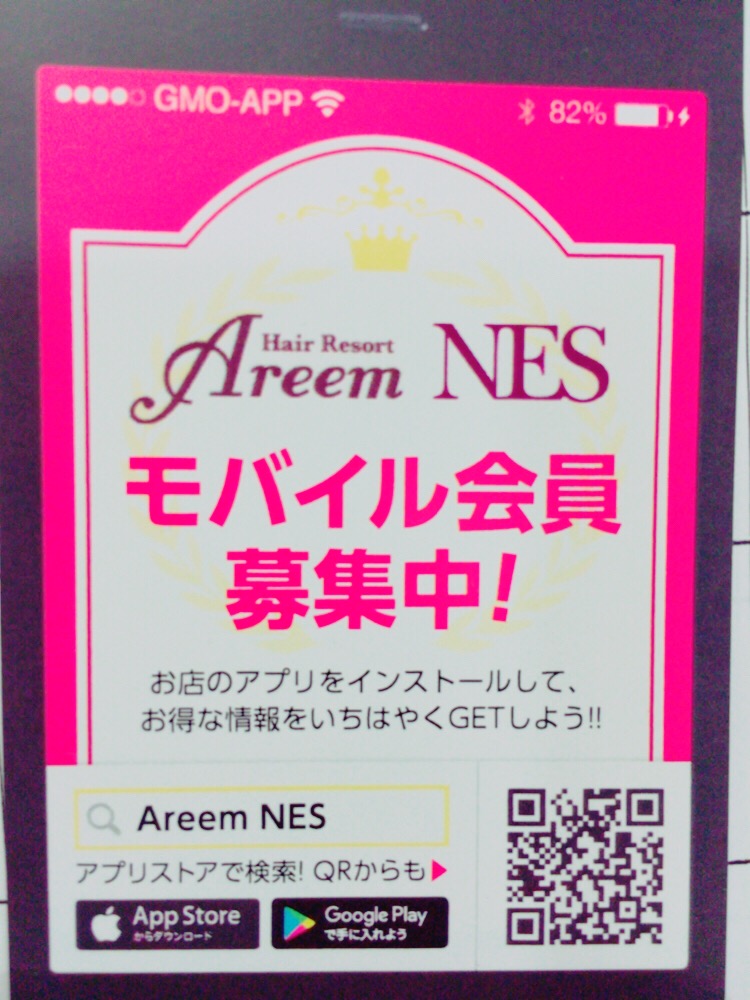 GMO-APP 82%
Hair Resort
Areem NES
モバイル会員
募集中!
お店のアプリをインストールして、
お得な情報をいちはやくGETしよう!!
Areem NES
アプリストアで検索! QRからも
App Store
からダウンロード
Google Play
で手に入れよう